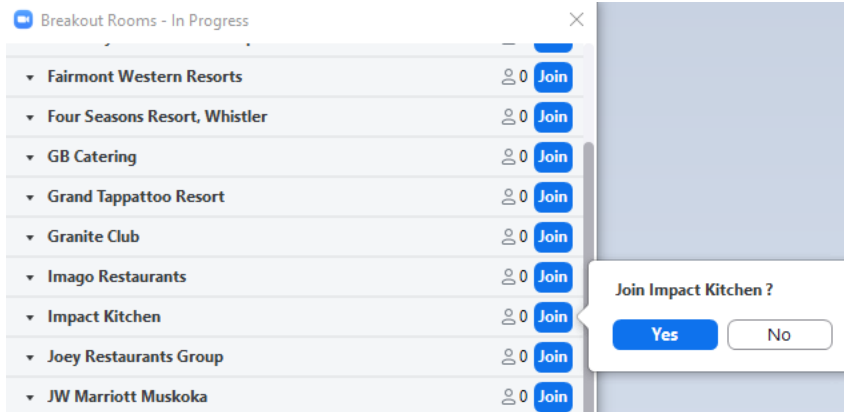 Breakout Rooms - In Progress
Fairmont Western Resorts 0 Join
Four Seasons Resort, Whistler 0 Join
GB Catering 0 Join
Grand Tappattoo Resort 0 Join
Granite Club 0 Join
Imago Restaurants 0 Join
Impact Kitchen 0 Join
Joey Restaurants Group 0 Join
JW Marriott Muskoka 0 Join
Join Impact Kitchen ?
Yes No